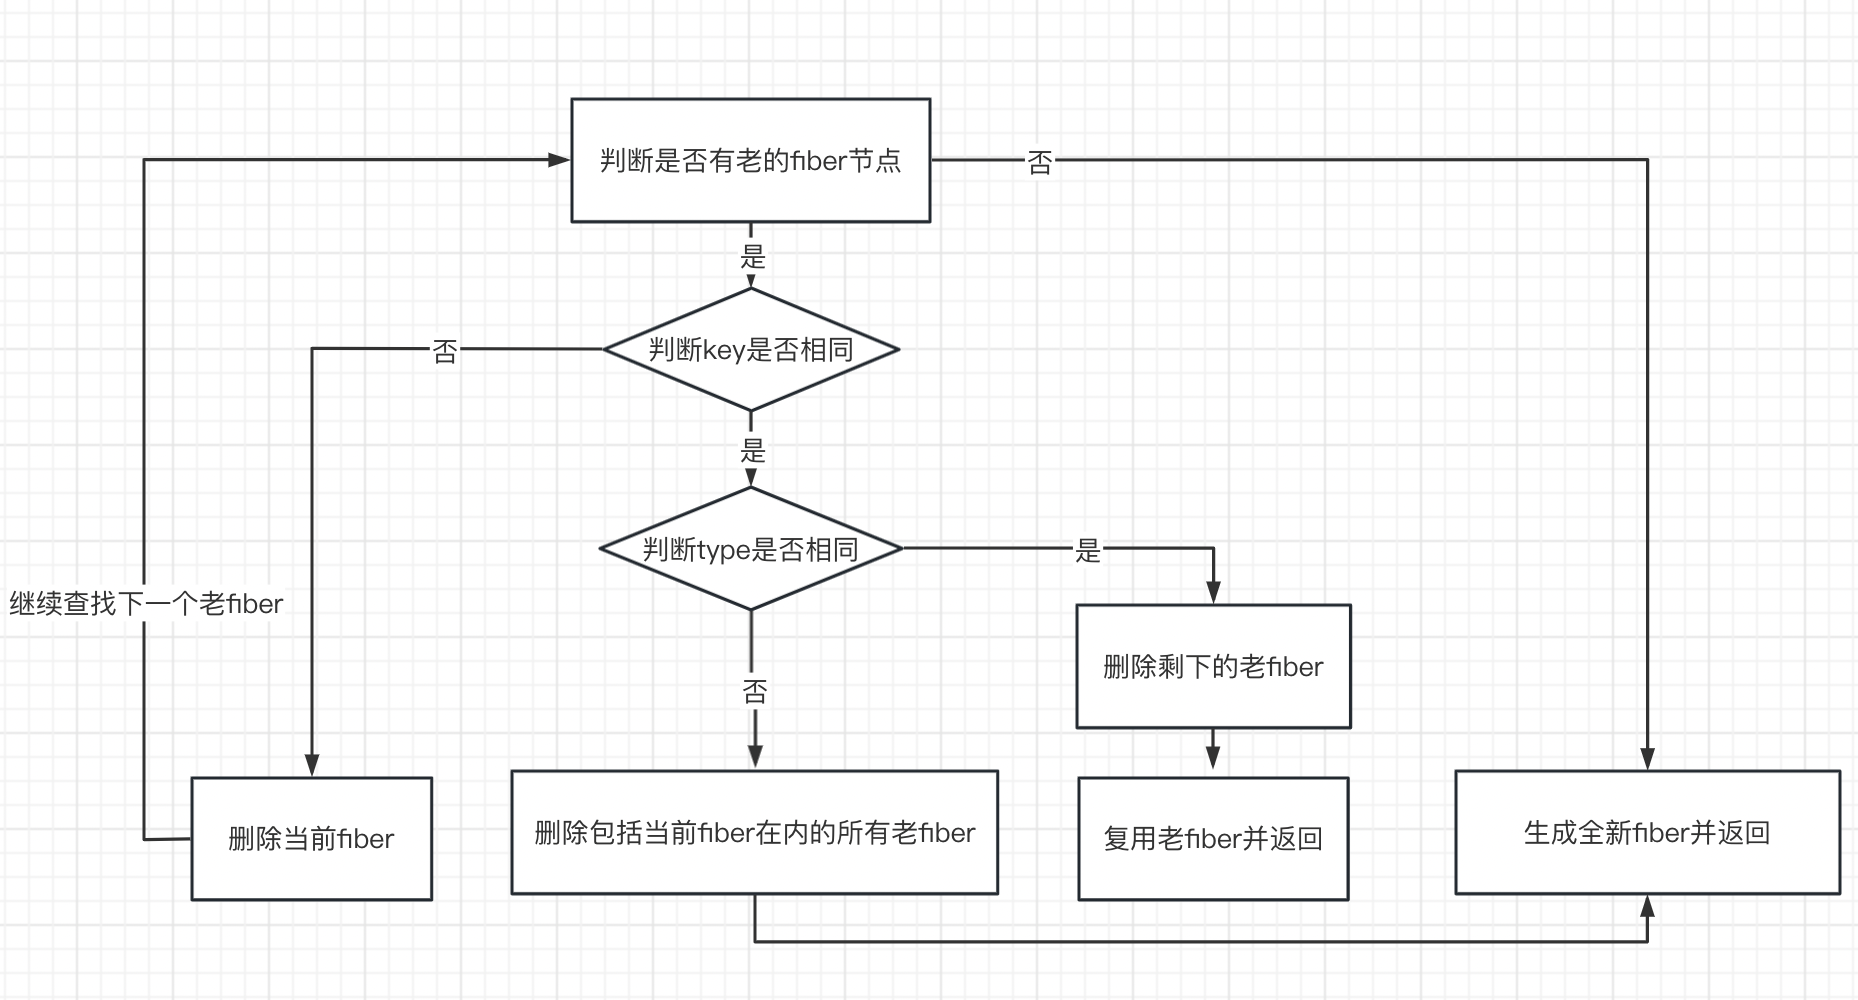 判断是否有老的fiber节点
否
是
判断key是否相同
否
是
判断type是否相同
是
继续查找下一个老fiber
删除剩下的老fiber
否
删除当前fiber
删除包括当前fiber在内的所有老fiber
复用老fiber并返回
生成全新fiber并返回